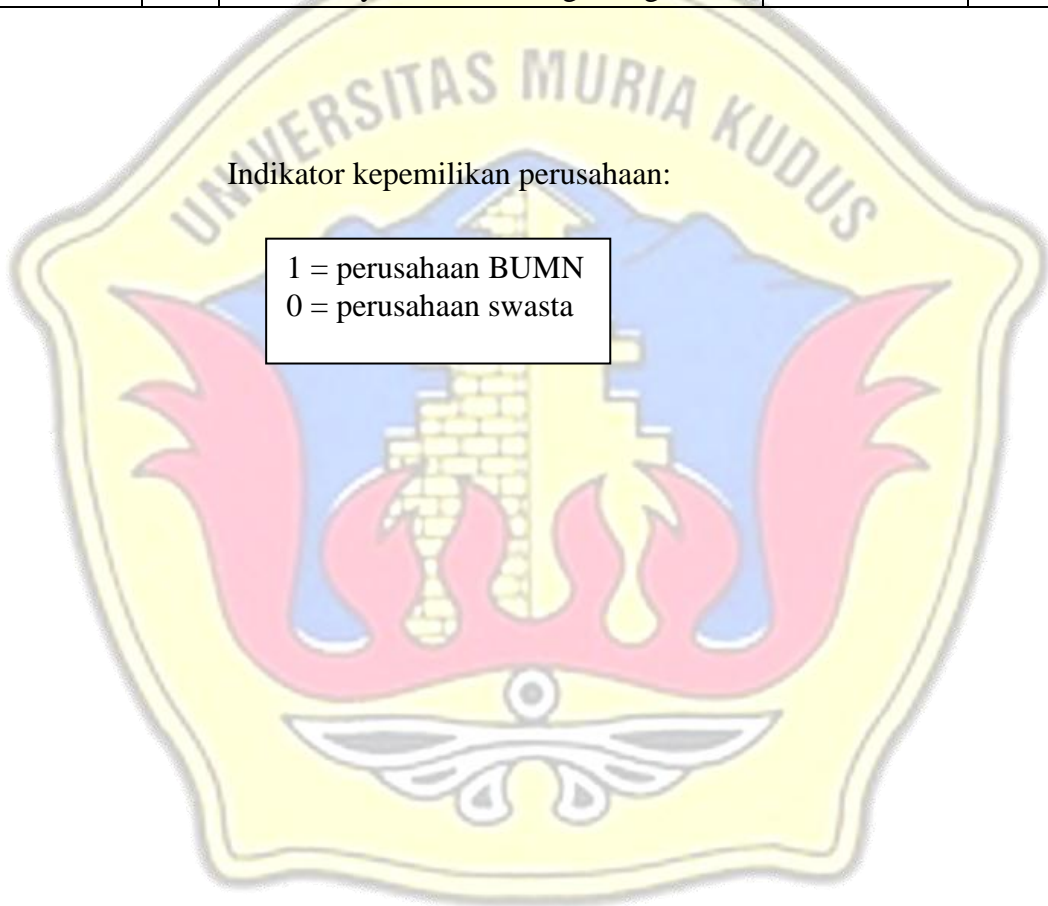 UNIVERSITAS MURIA KUDUS
Indikator kepemilikan perusahaan:
1 = perusahaan BUMN
0 = perusahaan swasta